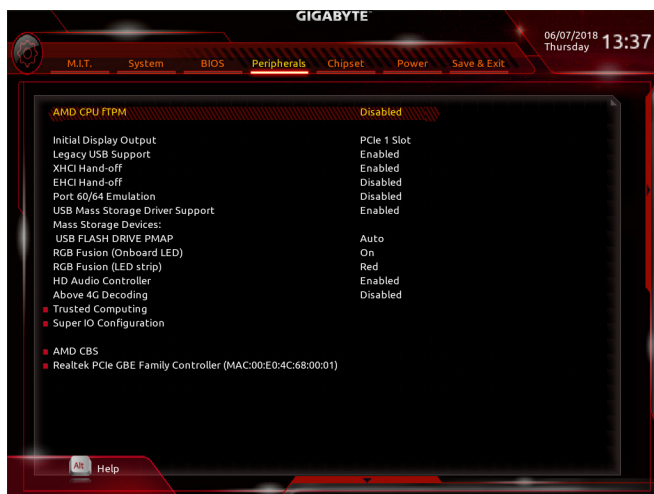 GIGABYTE™
06/07/2018 Thursday 13:37
M.I.T. System BIOS Peripherals Chipset Power Save & Exit
AMD CPU fTPM Disabled
Initial Display Output PCIe 1 Slot
Legacy USB Support Enabled
XHCI Hand-off Enabled
EHCI Hand-off Disabled
Port 60/64 Emulation Disabled
USB Mass Storage Driver Support Enabled
Mass Storage Devices:
USB FLASH DRIVE PMAP Auto
RGB Fusion (Onboard LED) On
RGB Fusion (LED strip) Red
HD Audio Controller Enabled
Above 4G Decoding Disabled
Trusted Computing
Super IO Configuration
AMD CBS
Realtek PCIe GBE Family Controller (MAC:00:E0:4C:68:00:01)
Alt Help